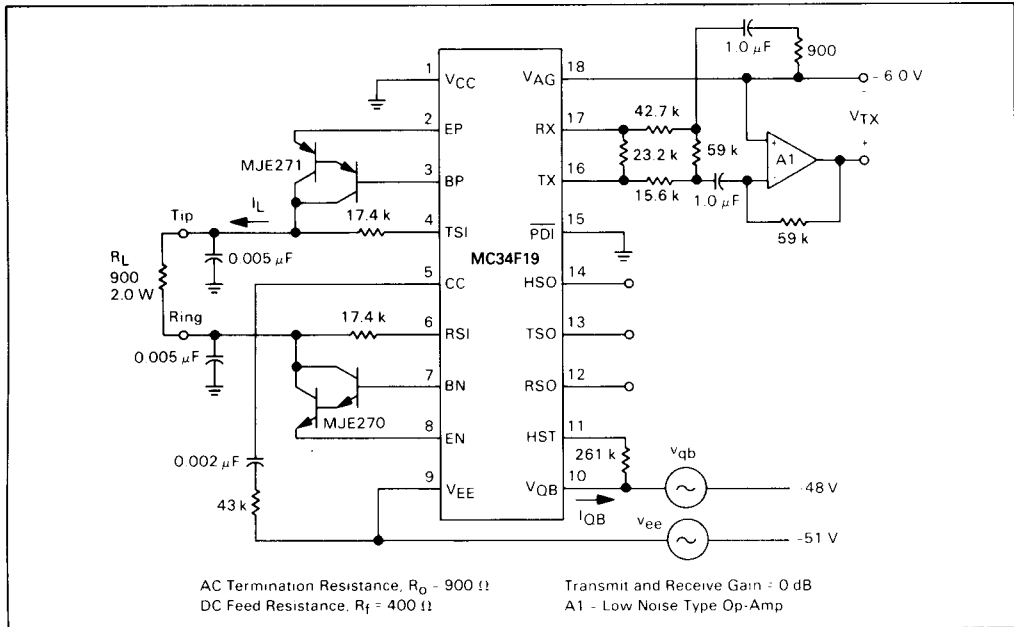 1.0 μF
900
1
VCC
VAG
18
- 6.0 V
-
2
EP
RX
17
42.7 k
VTX
MJE271
23.2 k
59 k
A1
+
-
+
3
BP
TX
16
15.6 k
1.0 μF
IL
17.4 k
Tip
4
TSI
PDI
15
59 k
0.005 μF
MC34F19
RL
900
2.0 W
5
CC
HSO
14
Ring
17.4 k
6
RSI
TSO
13
0.005 μF
7
BN
RSO
12
MJE270
8
EN
HST
11
261 k
0.002 μF
9
VEE
VQB
10
vqb
-48 V
43 k
IQB
vee
-51 V
AC Termination Resistance, Ro - 900 Ω
Transmit and Receive Gain = 0 dB
DC Feed Resistance, Rf = 400 Ω
A1 - Low Noise Type Op-Amp